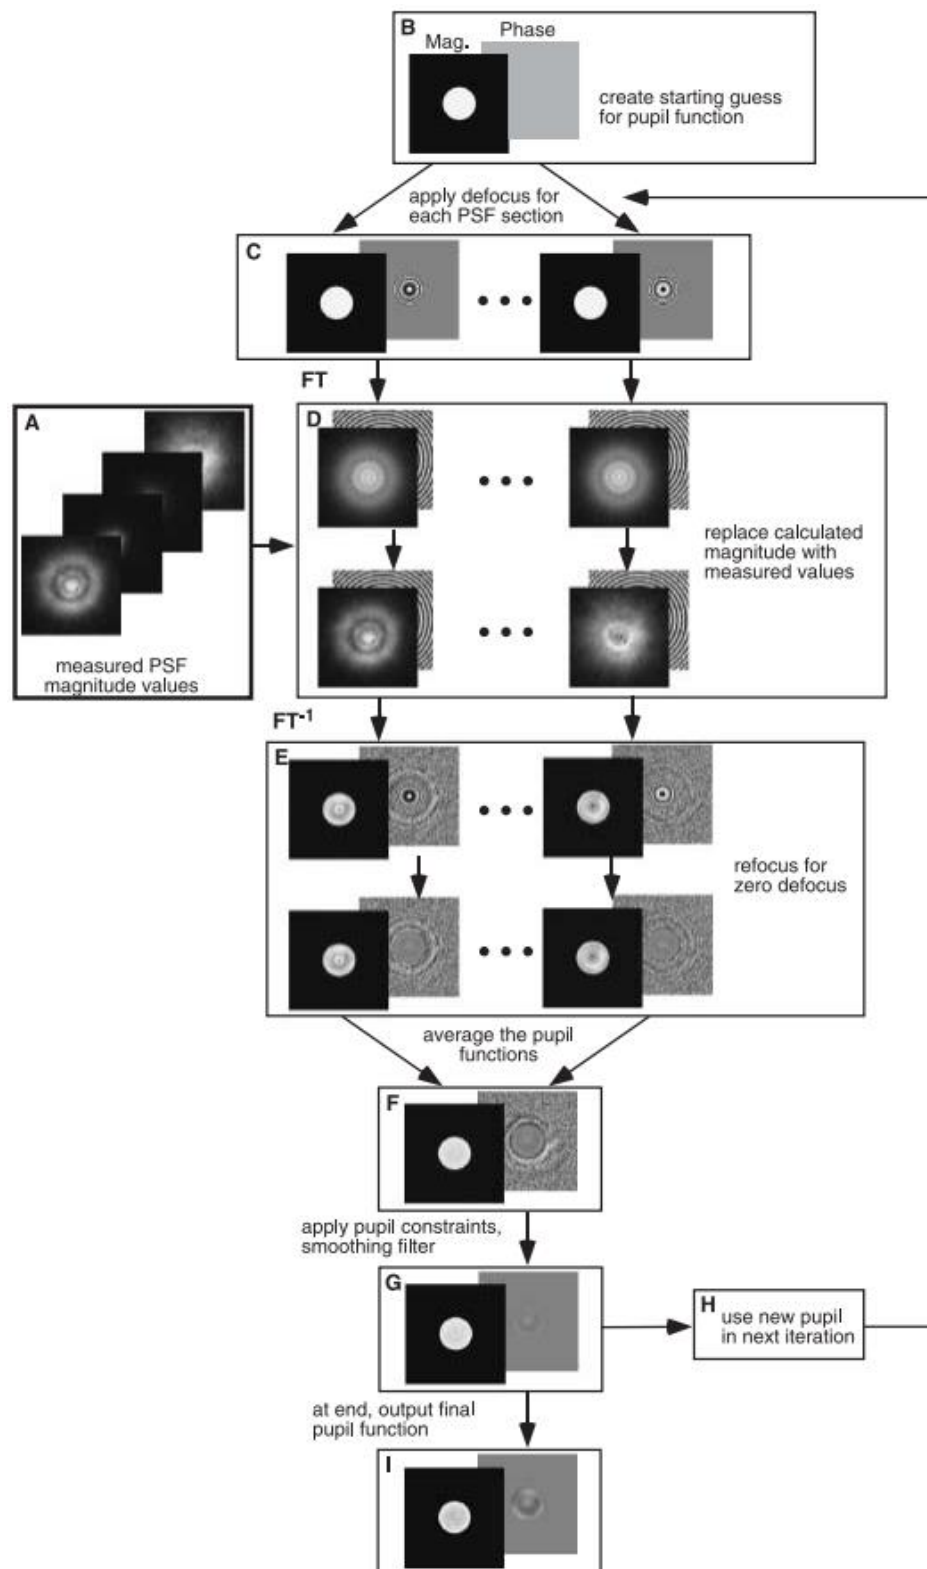 B
Phase
Mag.
create starting guess
for pupil function
apply defocus for
each PSF section
C
FT
A
D
replace calculated
magnitude with
measured values
measured PSF
magnitude values
FT-1
E
refocus for
zero defocus
average the pupil
functions
F
apply pupil constraints,
smoothing filter
G
H
use new pupil
in next iteration
at end, output final
pupil function
I